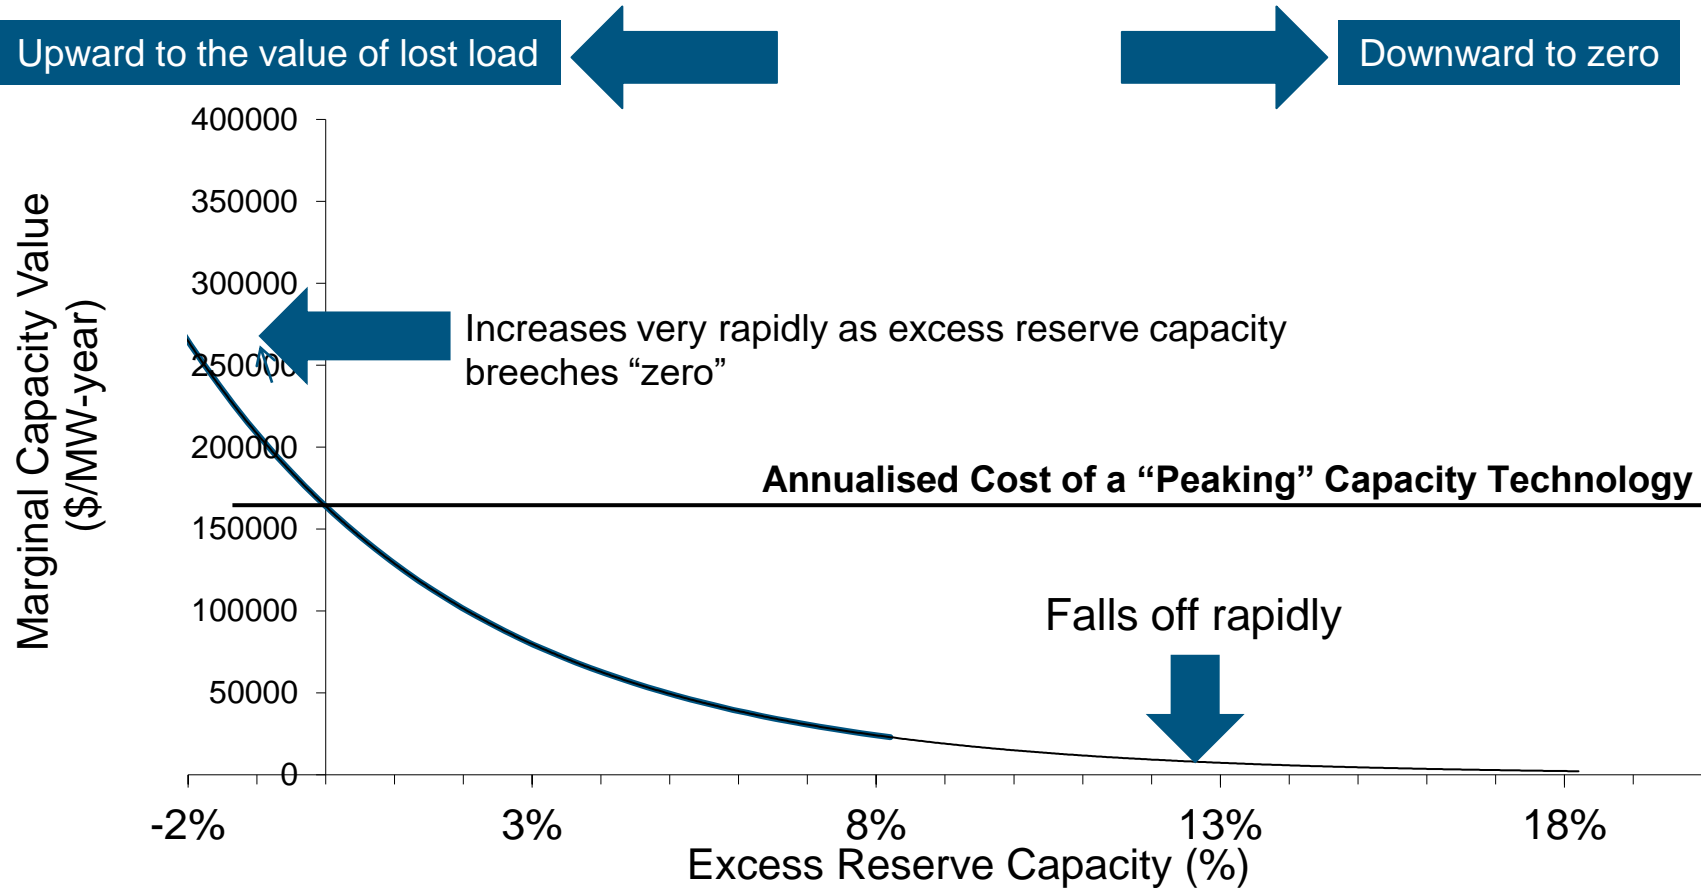 Upward to the value of lost load
Downward to zero
400000
350000
300000
250000
200000
150000
100000
50000
0
Marginal Capacity Value
($/MW-year)
Increases very rapidly as excess reserve capacity
breeches “zero”
Annualised Cost of a “Peaking” Capacity Technology
Falls off rapidly
-2%
3%
8%
13%
18%
Excess Reserve Capacity (%)